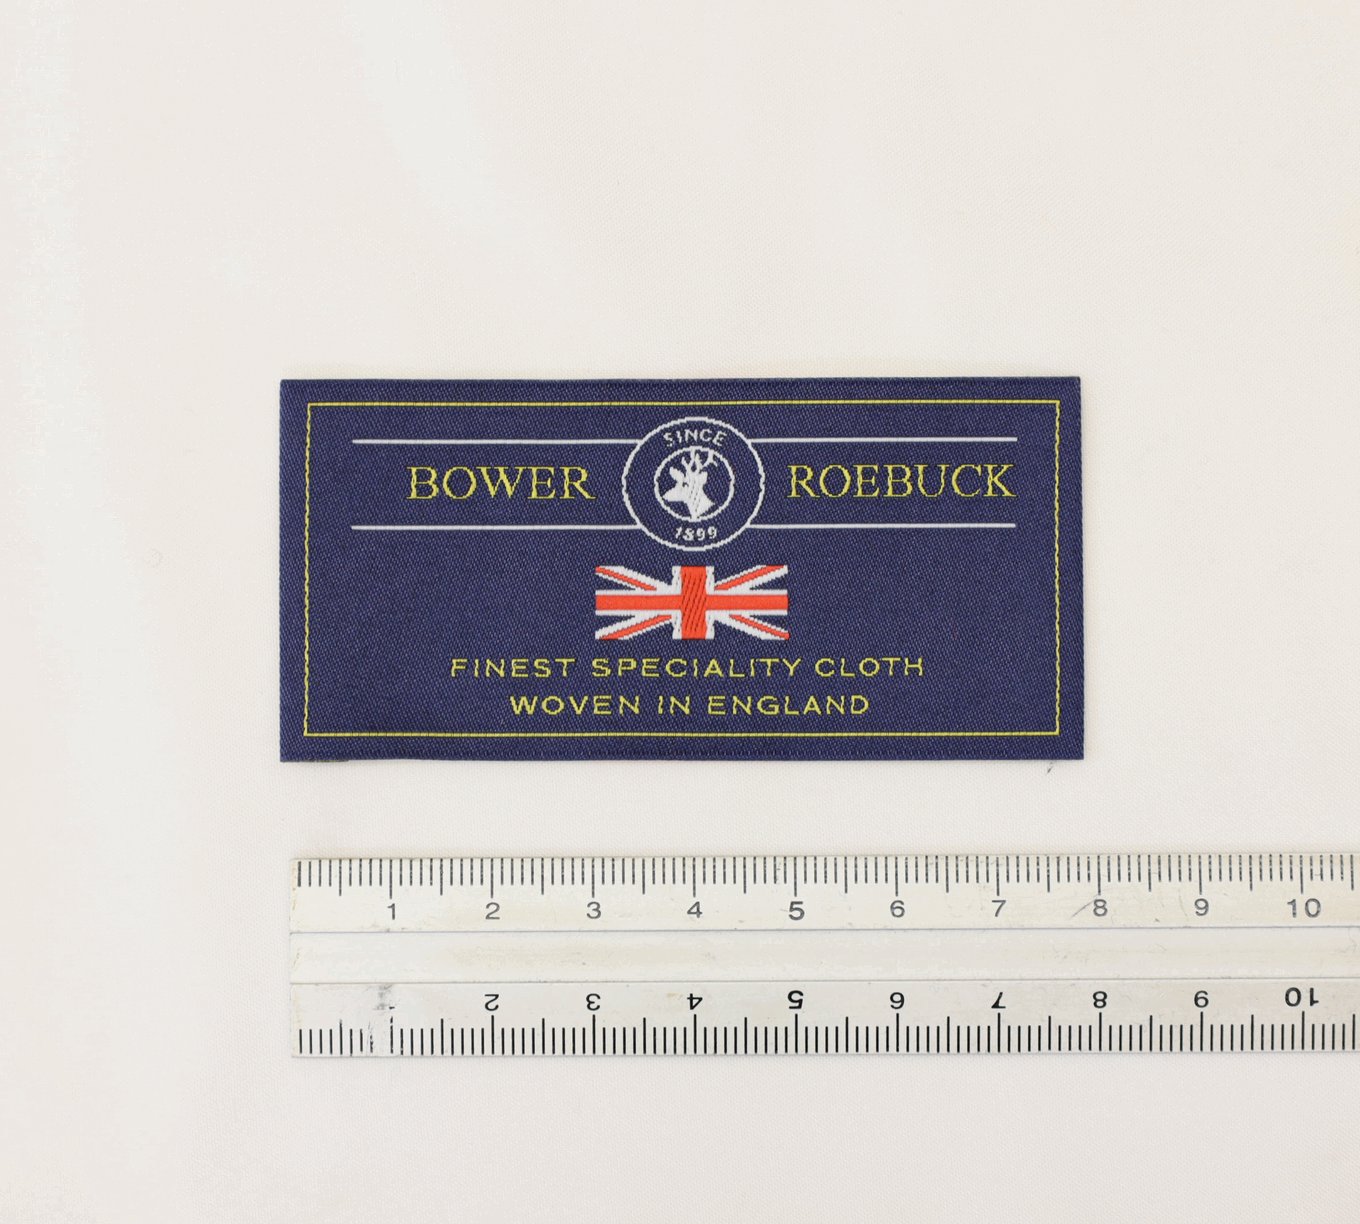 SINCE
BOWER ROEBUCK
1899
FINEST SPECIALITY CLOTH
WOVEN IN ENGLAND
1 2 3 4 5 6 7 8 9 10
2 3 4 5 6 7 8 9 10